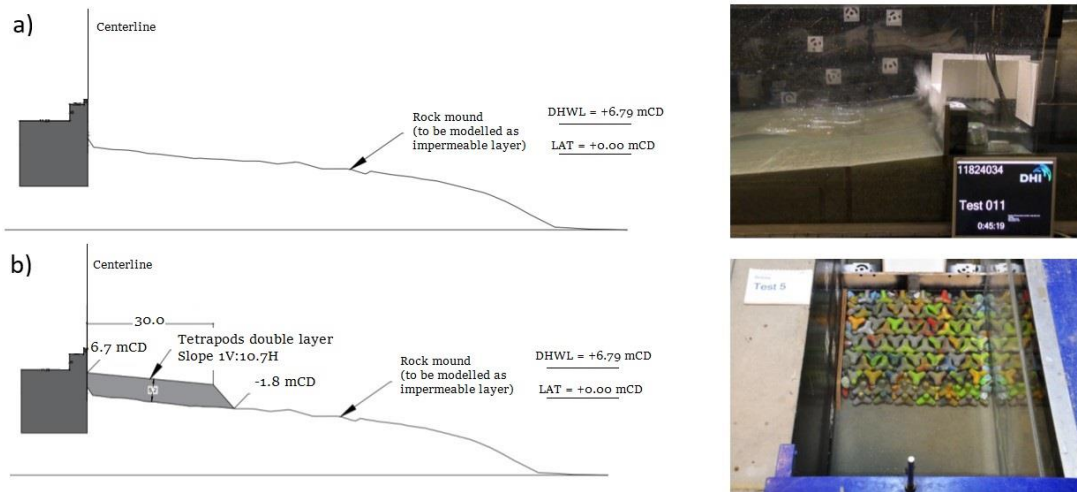 a)
Centerline
Rock mound
(to be modelled as
impermeable layer)
DHWL = +6.79 mCD
LAT = +0.00 mCD
11824034
DHI
Test 011
0:45:19
b)
Centerline
30.0
6.7 mCD
Tetrapods double layer
Slope 1V:10.7H
-1.8 mCD
Rock mound
(to be modelled as
impermeable layer)
DHWL = +6.79 mCD
LAT = +0.00 mCD
Test 5